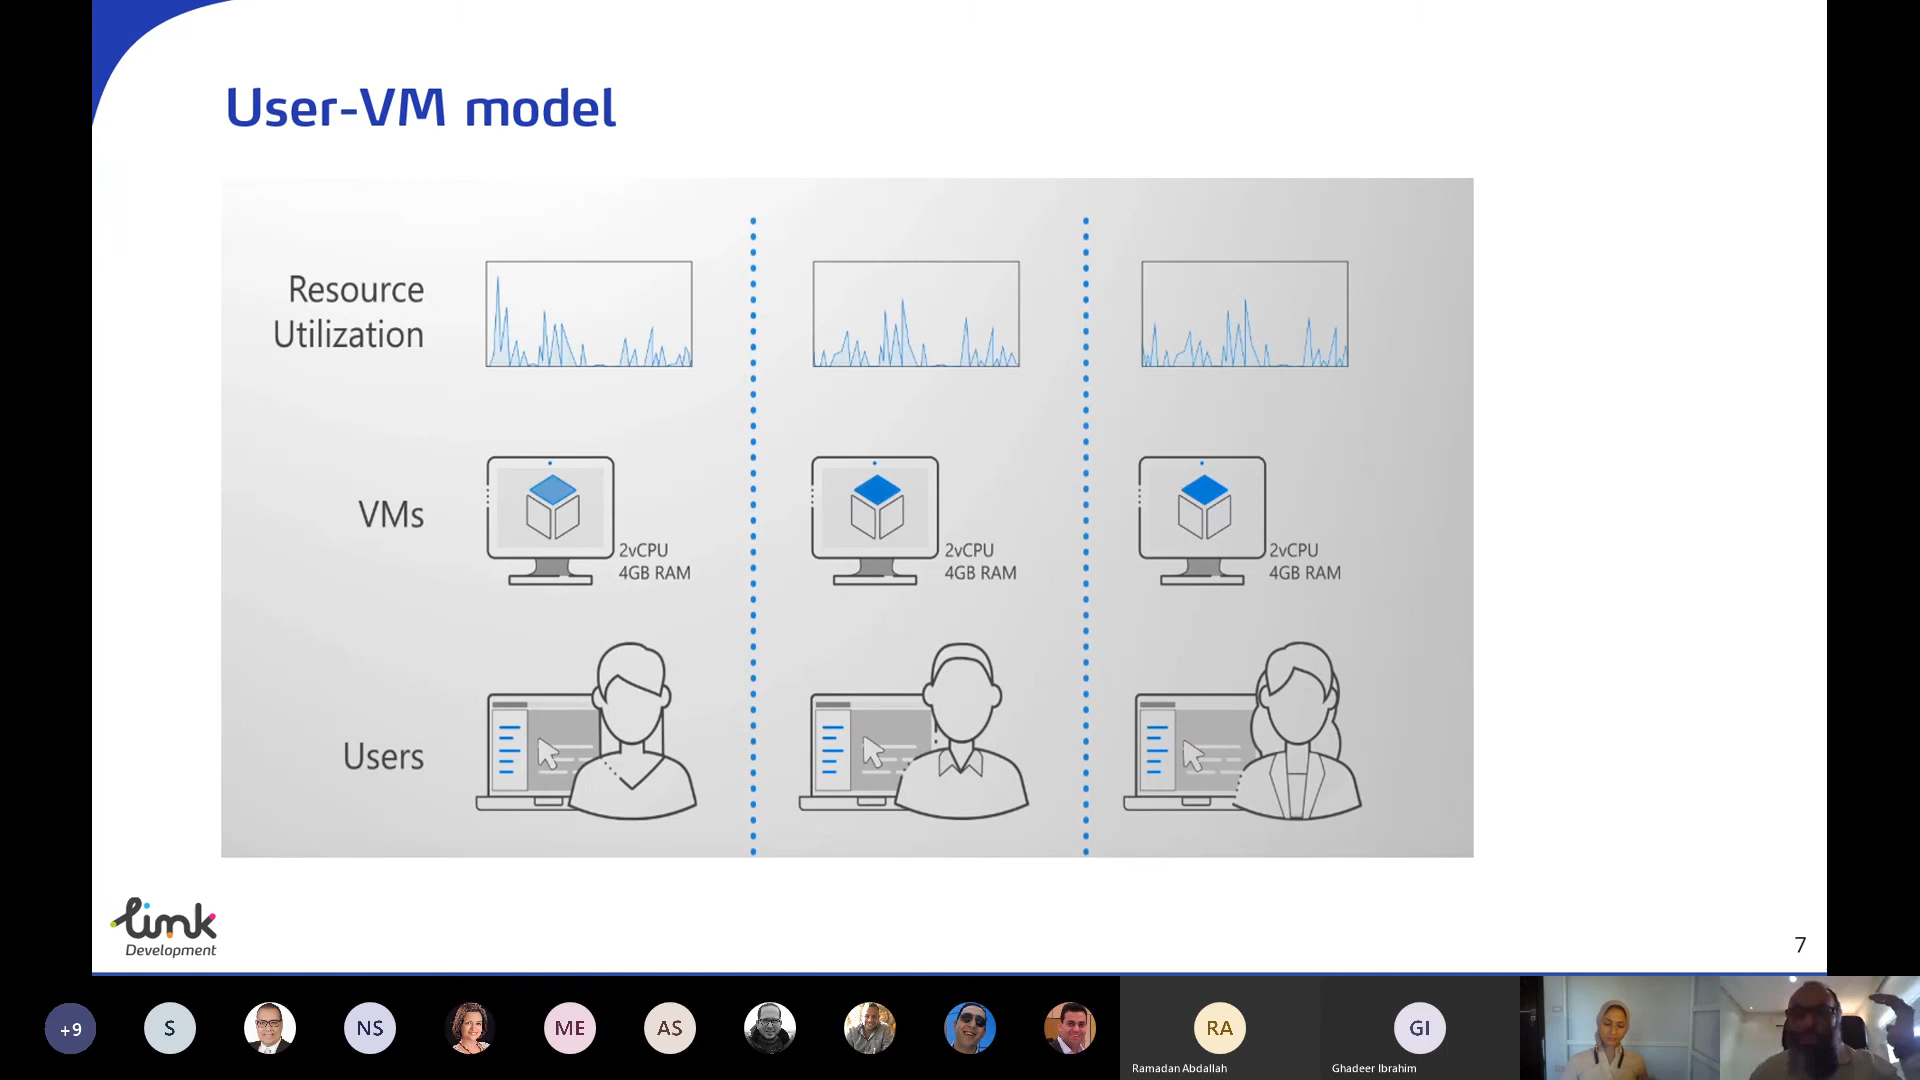 User-VM model
Resource
Utilization
VMs
2vCPU
4GB RAM
2vCPU
4GB RAM
2vCPU
4GB RAM
Users
link
Development
7
+9
S
NS
ME
AS
RA
GI
Ramadan Abdallah
Ghadeer Ibrahim